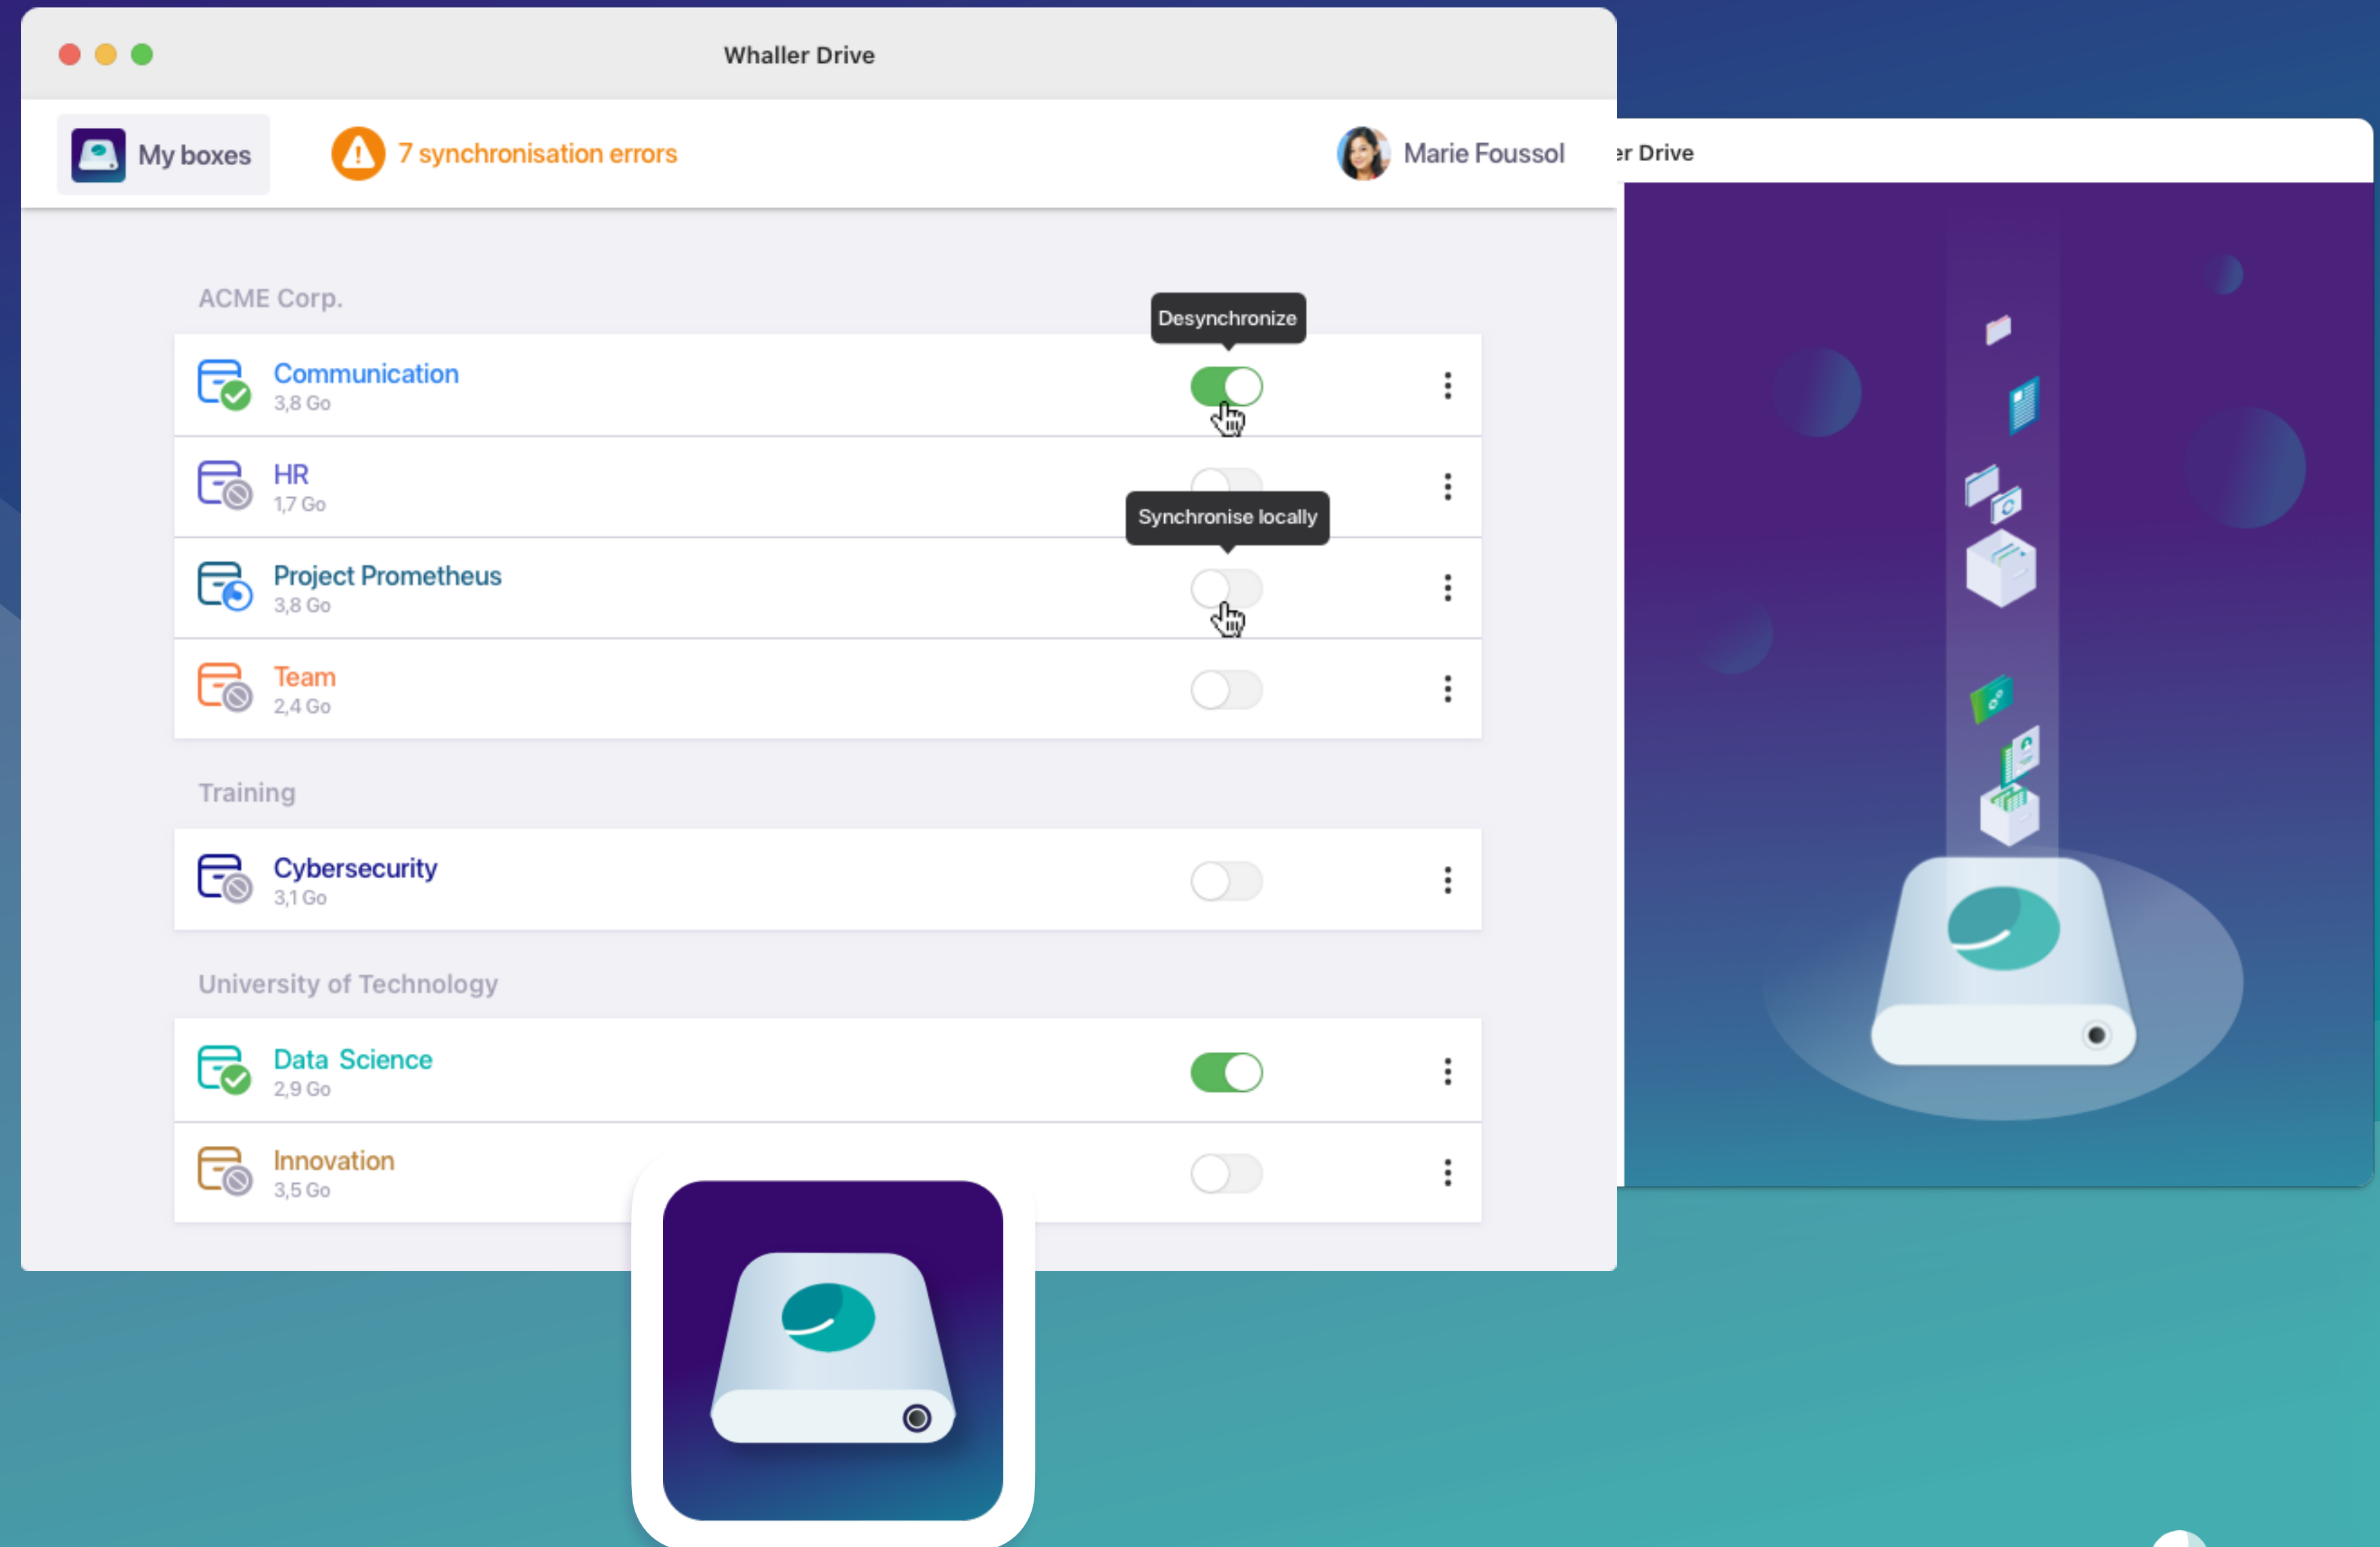 Whaller Drive
My boxes
7 synchronisation errors
Marie Foussol
er Drive
ACME Corp.
Desynchronize
Communication
3,8 Go
HR
1,7 Go
Synchronise locally
Project Prometheus
3,8 Go
Team
2,4 Go
Training
Cybersecurity
3,1 Go
University of Technology
Data Science
2,9 Go
Innovation
3,5 Go